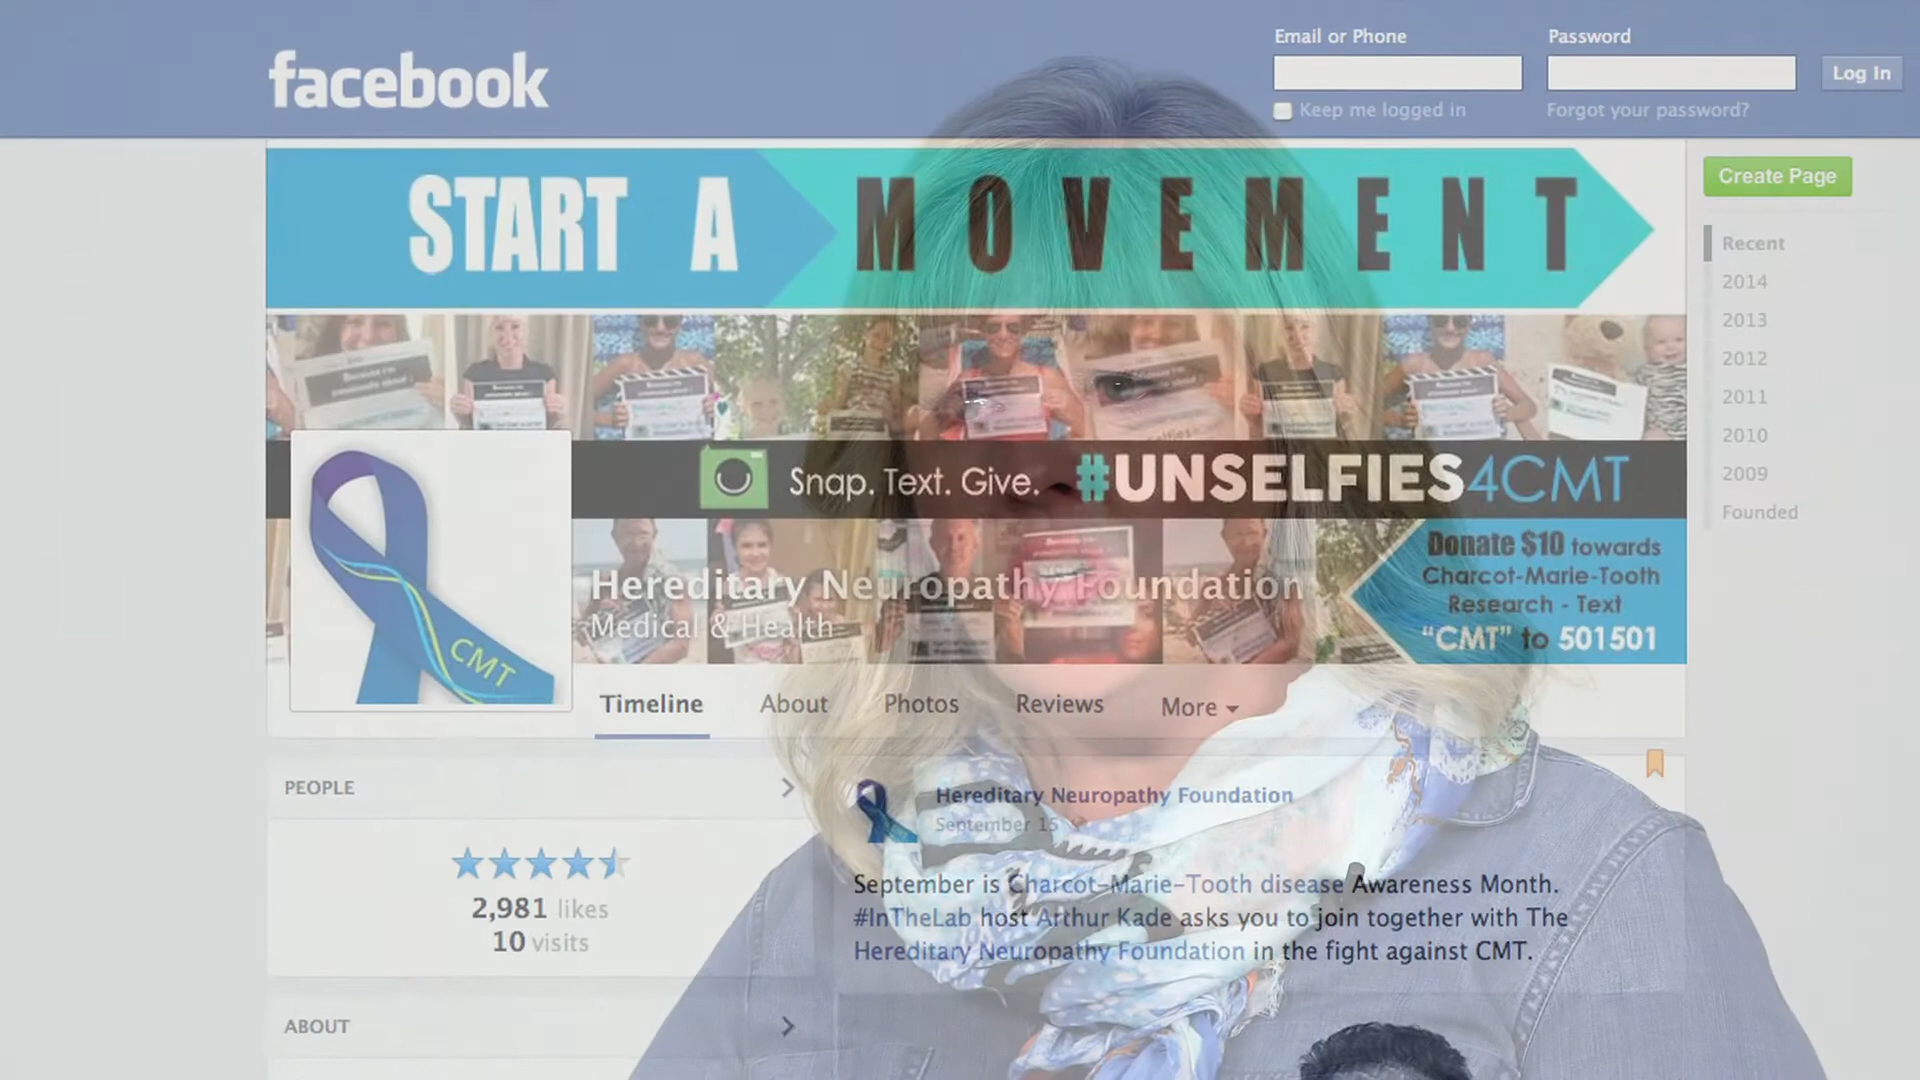 facebook
Email or Phone
Password
Log In
Keep me logged in
Forgot your password?
START A MOVEMENT
Create Page
Recent
2014
2013
2012
2011
2010
2009
Founded
Snap. Text. Give. #UNSELFIES4CMT
Donate $10 towards
Charcot-Marie-Tooth
Research - Text
“CMT” to 501501
CMT
Hereditary Neuropathy Foundation
Medical & Health
Timeline
About
Photos
Reviews
More
PEOPLE
2,981 likes
10 visits
ABOUT
Hereditary Neuropathy Foundation
September 15
September is Charcot-Marie-Tooth disease Awareness Month.
#InTheLab host Arthur Kade asks you to join together with The
Hereditary Neuropathy Foundation in the fight against CMT.